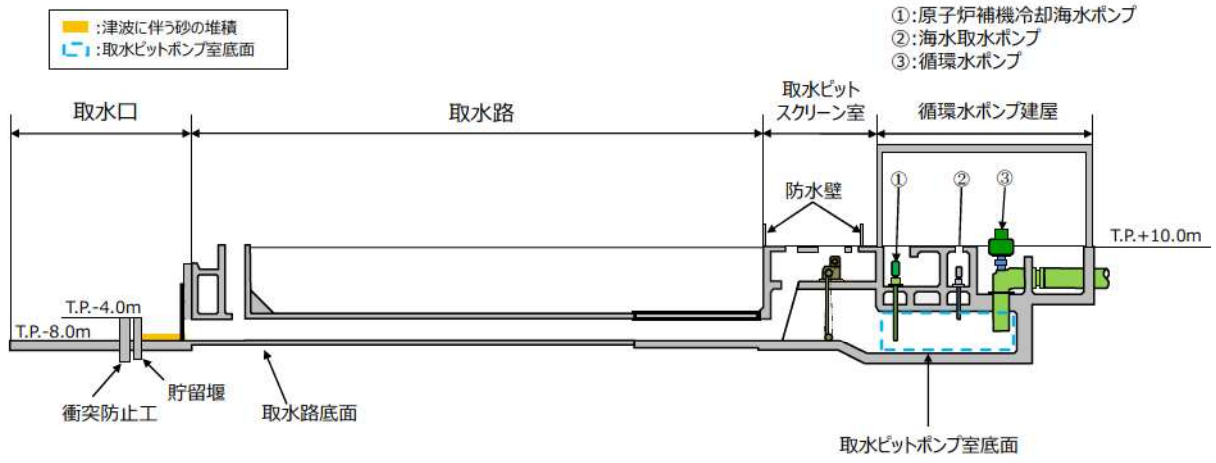 :津波に伴う砂の堆積
:取水ピットポンプ室底面
①:原子炉補機冷却海水ポンプ
②:海水取水ポンプ
③:循環水ポンプ
取水口
取水路
取水ピット
スクリーン室
循環水ポンプ建屋
防水壁
①
②
③
T.P.+10.0m
T.P.-4.0m
T.P.-8.0m
衝突防止工
貯留堰
取水路底面
取水ピットポンプ室底面